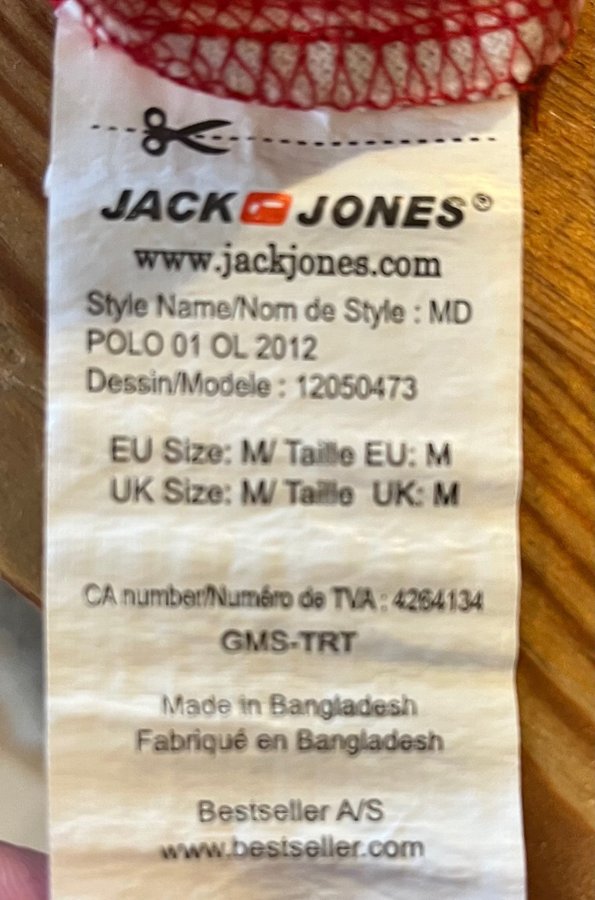 JACK JONES®
www.jackjones.com
Style Name/Nom de Style : MD
POLO 01 OL 2012
Dessin/Modele : 12050473
EU Size: M/ Taille EU: M
UK Size: M/ Taille UK: M
CA number/Numéro de TVA : 4264134
GMS-TRT
Made in Bangladesh
Fabriqué en Bangladesh
Bestseller A/S
www.bestseller.com